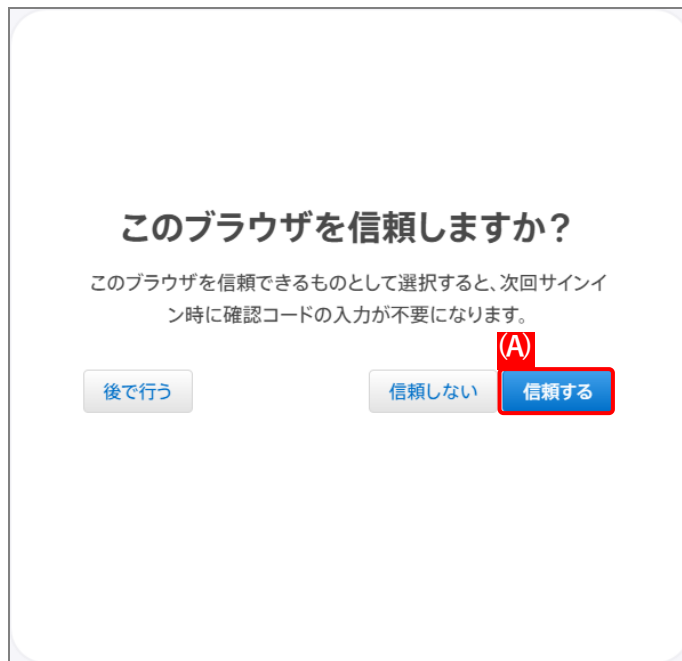 このブラウザを信頼しますか？
このブラウザを信頼できるものとして選択すると、次回サインイ
ン時に確認コードの入力が不要になります。
(A)
後で行う 信頼しない 信頼する